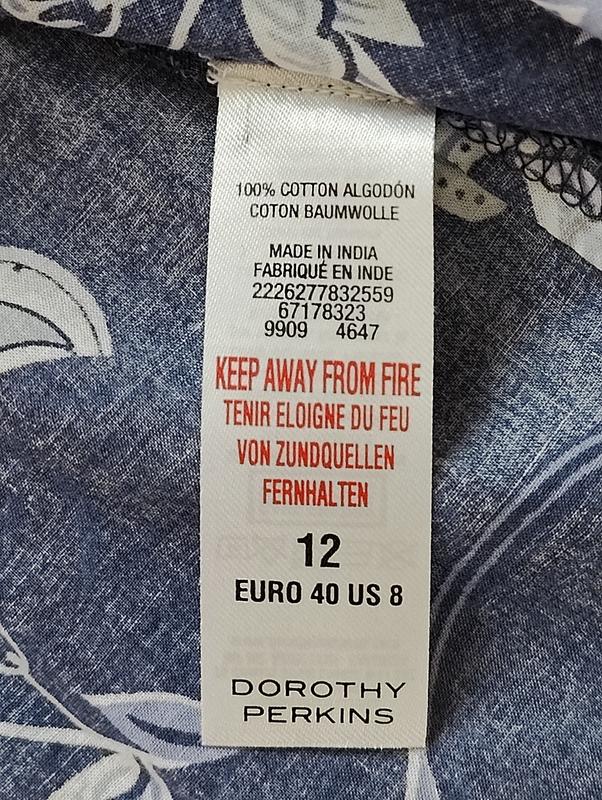 100% COTTON ALGODÓN
COTON BAUMWOLLE
MADE IN INDIA
FABRIQUÉ EN INDE
2226277832559
67178323
9909 4647
KEEP AWAY FROM FIRE
TENIR ELOIGNE DU FEU
VON ZUNDQUELLEN
FERNHALTEN
12
EURO 40 US 8
DOROTHY
PERKINS